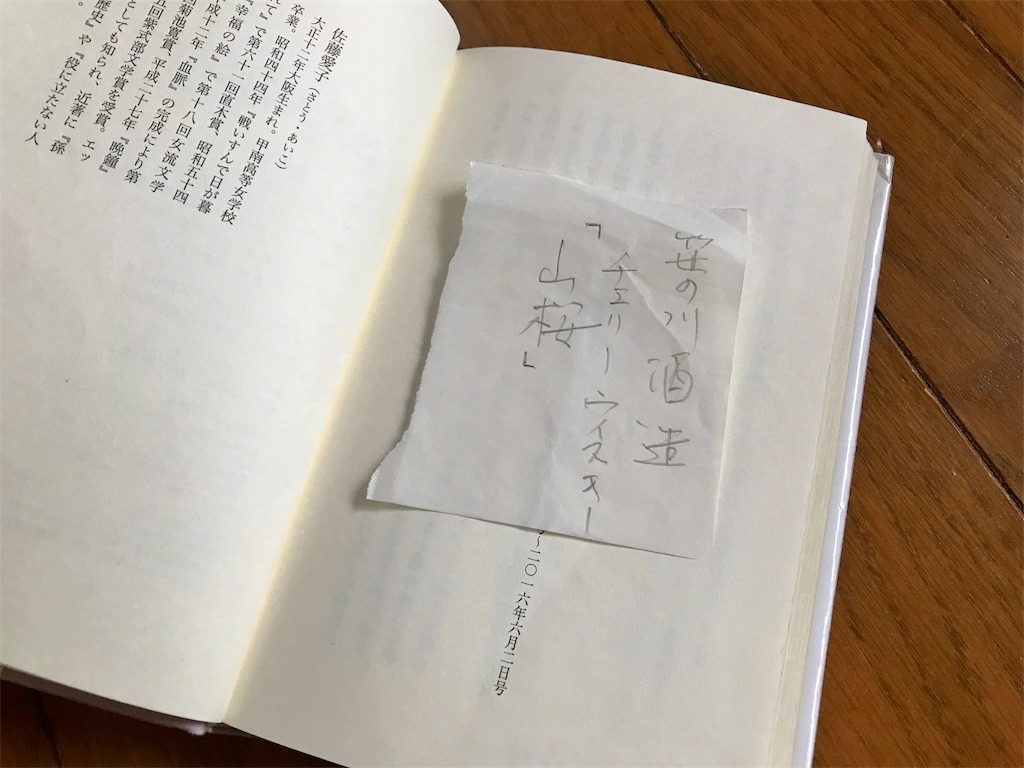 笹の川酒造
「チェリーウイスキー
山桜」
〜二〇一六年六月二日号
佐藤愛子(さとう・あいこ)
大正十二年大阪生まれ。甲南高等女学校
卒業。昭和四十四年『戦いすんで日が暮
れて』で第六十一回直木賞、昭和五十四
『幸福の絵』で第十八回女流文学
成十二年『血脈』の完成により第
菊池寛賞、平成二十七年『晩鐘』
五回紫式部文学賞を受賞。エッ
としても知られ、近著に『孫
歴史』や『役に立たない人